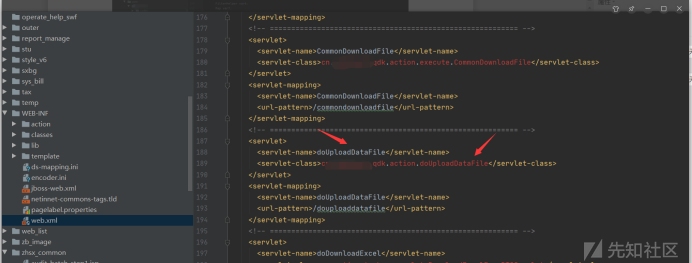 operate_help_swf
outer
report_manage
stu
style_v6
sxbg
sys_bill
tax
temp
WEB-INF
action
classes
lib
template
ds-mapping.ini
encoder.ini
jboss-web.xml
netinnet-commons-tags.tld
pagelabel.properties
web.xml
web_list
zb_image
zhsx_common
176 </servlet-mapping>
177 <!-- ============================================================ -->
178 <servlet>
179 <servlet-name>CommonDownloadFile</servlet-name>
180 <servlet-class>cn. qdk.action.execute.CommonDownloadFile</servlet-class>
181 </servlet>
182 <servlet-mapping>
183 <servlet-name>CommonDownloadFile</servlet-name>
184 <url-pattern>/commondownloadfile</url-pattern>
185 </servlet-mapping>
186 <!-- ============================================================ -->
187 <servlet>
188 <servlet-name>doUploadDataFile</servlet-name>
189 <servlet-class>c qdk.action.doUploadDataFile</servlet-class>
190 </servlet>
191 <servlet-mapping>
192 <servlet-name>doUploadDataFile</servlet-name>
193 <url-pattern>/douploaddatafile</url-pattern>
194 </servlet-mapping>
195 <!-- ============================================================ -->
196 <servlet>
197 <servlet-name>doDownloadExcel</servlet-name>
先知社区